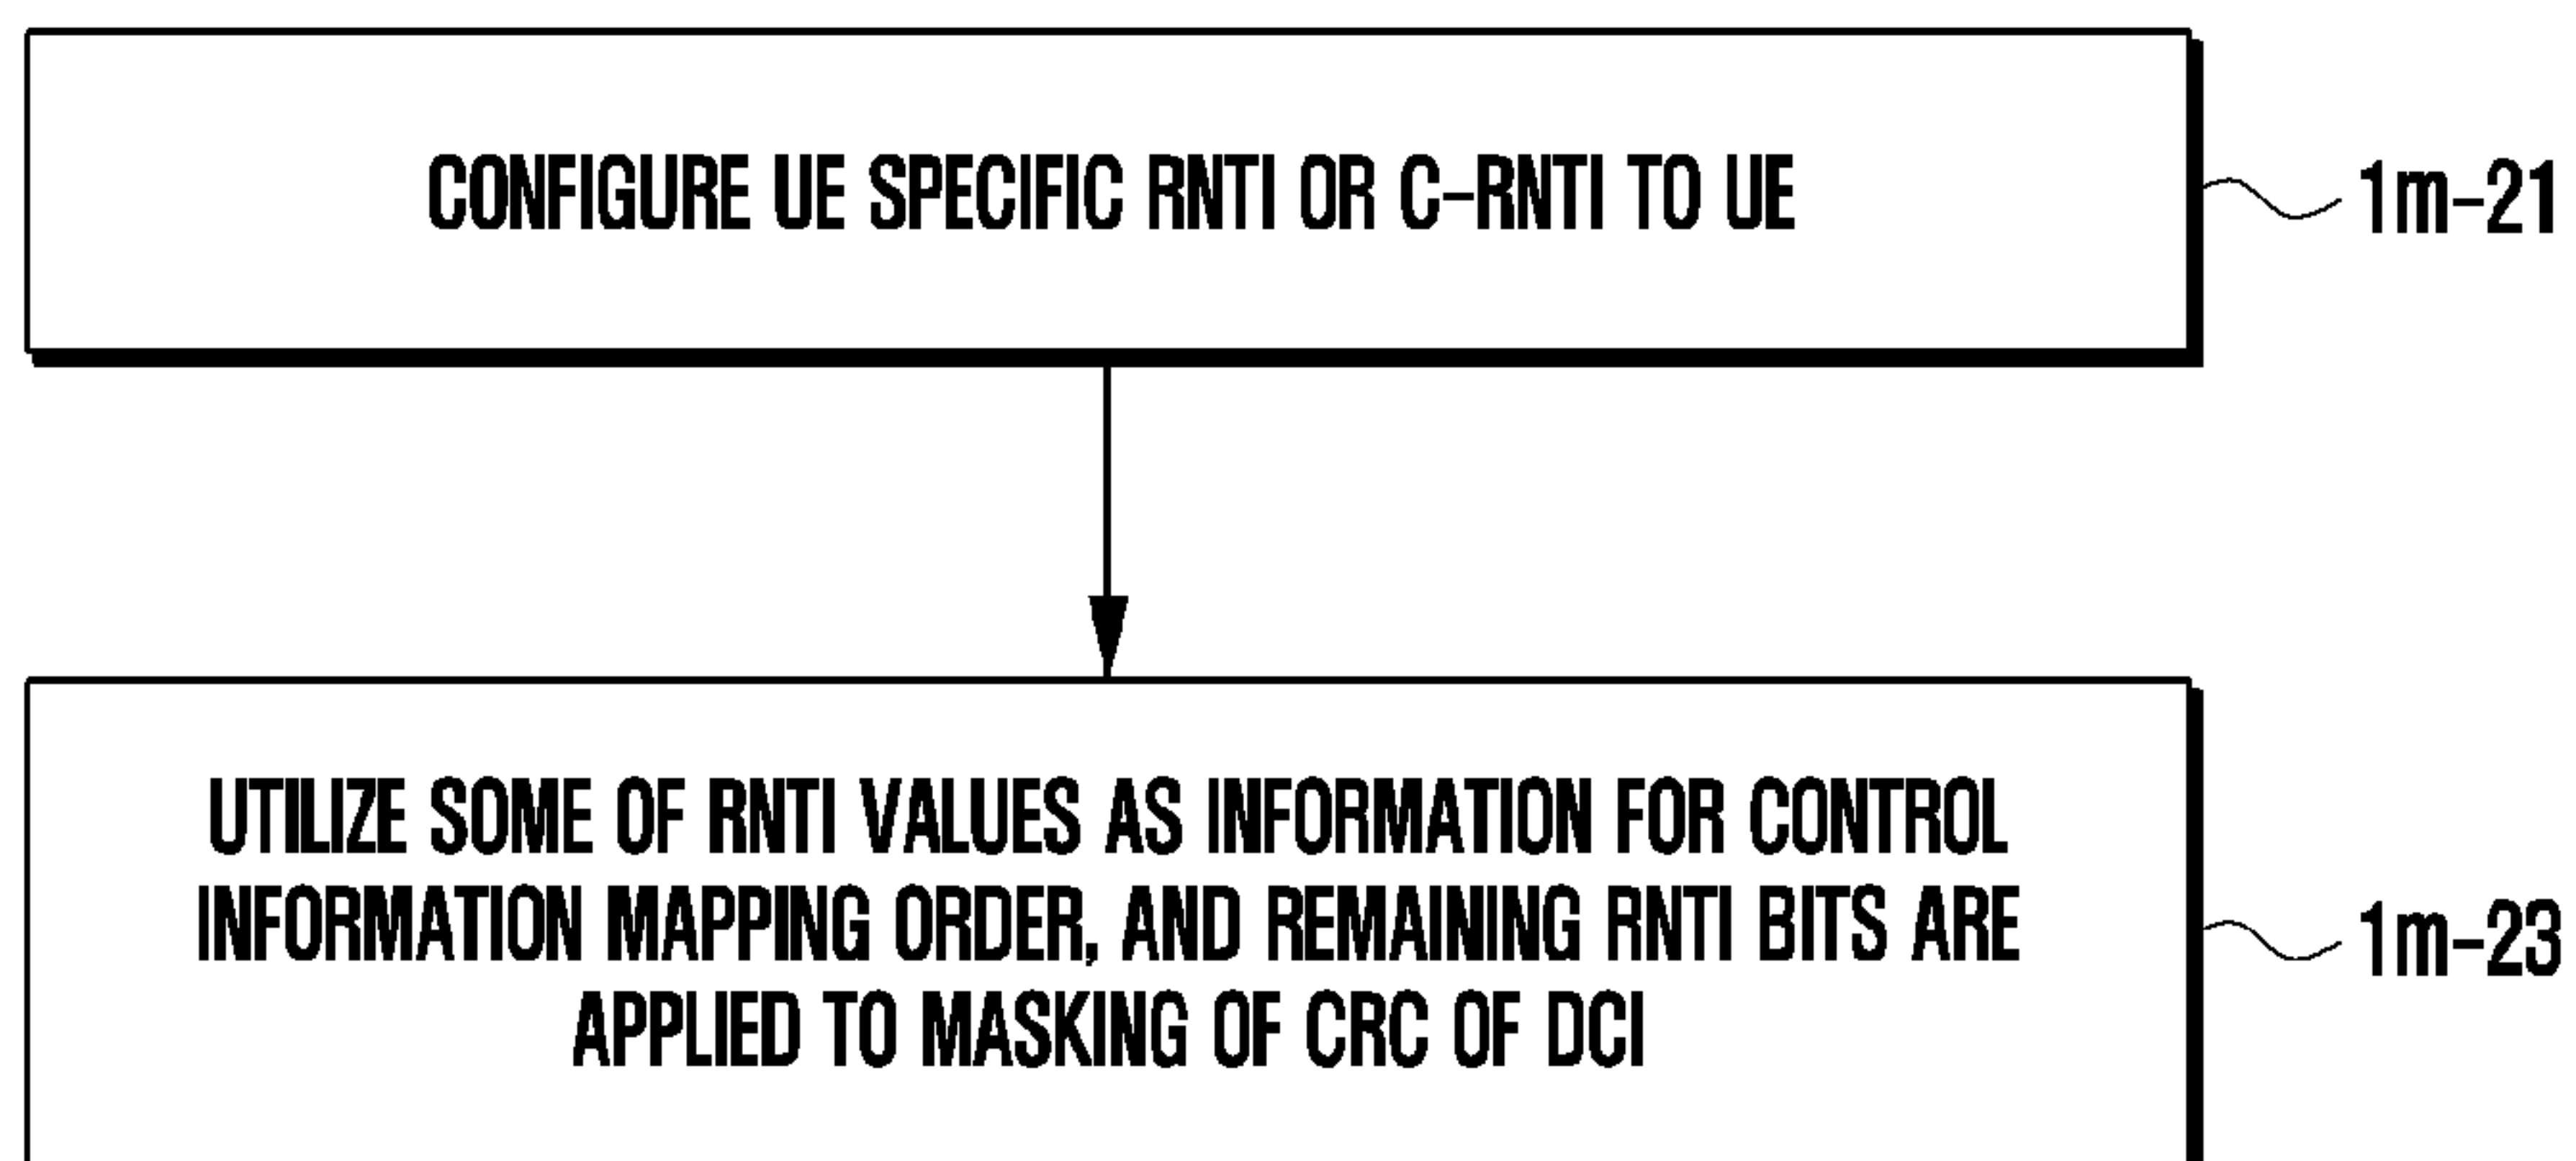 CONFIGURE UE SPECIFIC RNTI OR C-RNTI TO UE
1m-21
UTILIZE SOME OF RNTI VALUES AS INFORMATION FOR CONTROL
INFORMATION MAPPING ORDER, AND REMAINING RNTI BITS ARE
APPLIED TO MASKING OF CRC OF DCI
1m-23